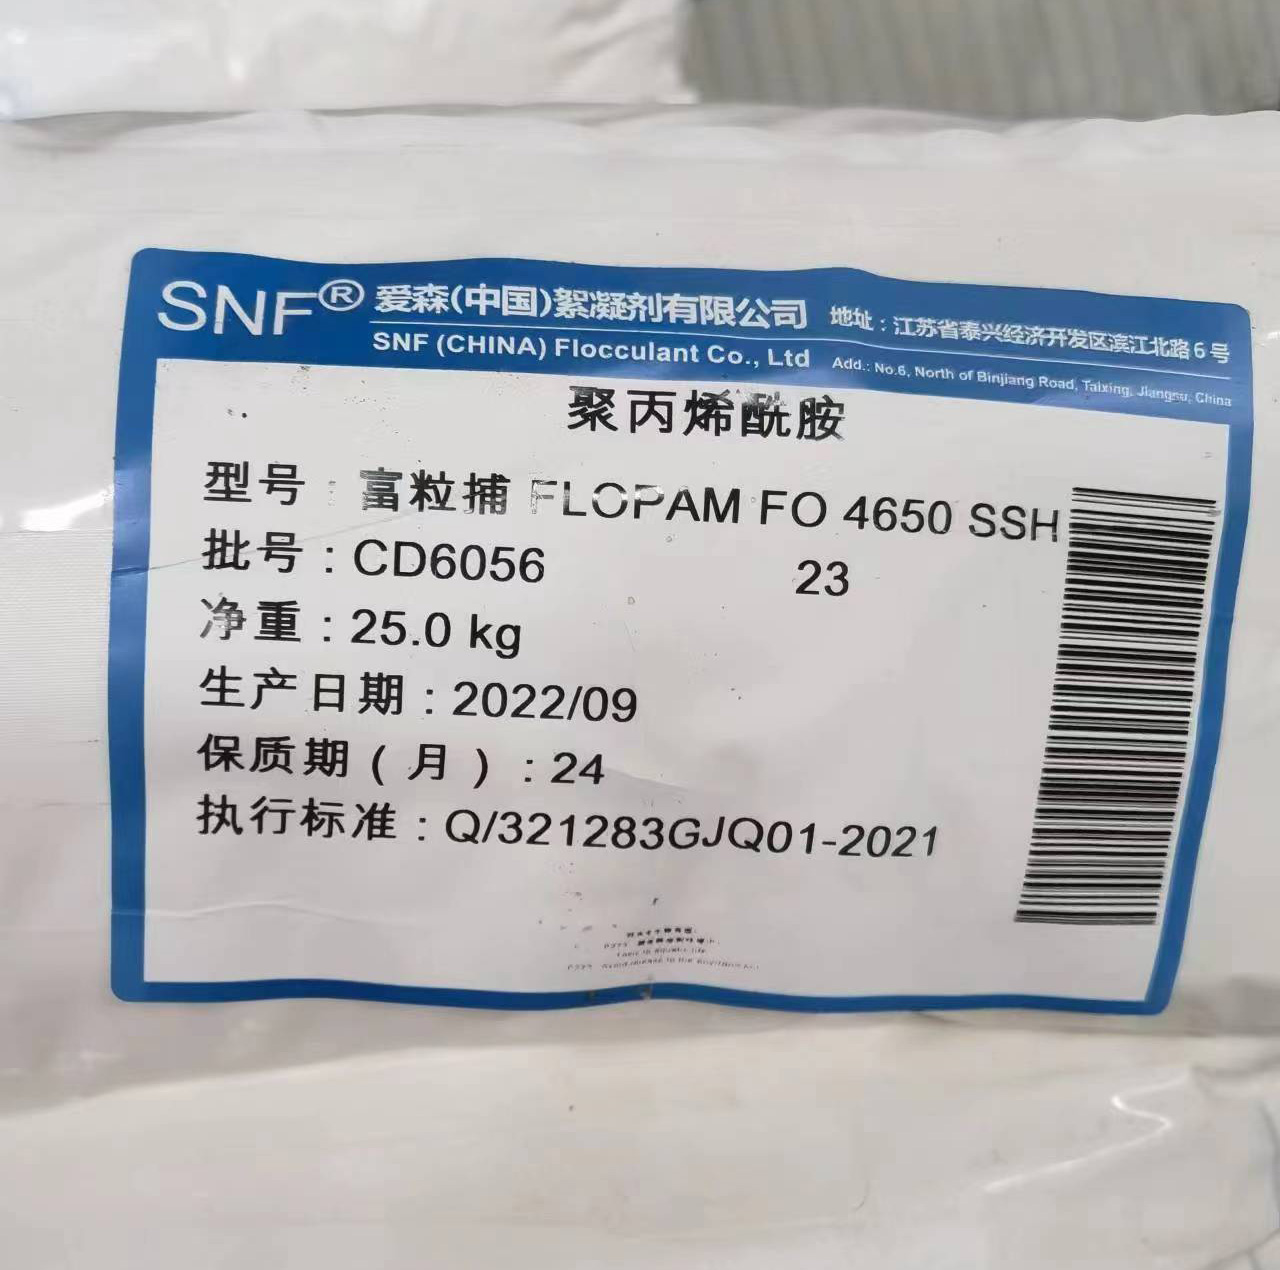 SNF® 爱森(中国)絮凝剂有限公司 地址：江苏省泰兴经济开发区滨江北路6号
SNF (CHINA) Flocculant Co., Ltd Add.: No.6, North of Binjiang Road, Taixing, Jiangsu, China
聚丙烯酰胺
型号：富粒捕 FLOPAM FO 4650 SSH
批号：CD6056 23
净重：25.0 kg
生产日期：2022/09
保质期（月）：24
执行标准：Q/321283GJQ01-2021